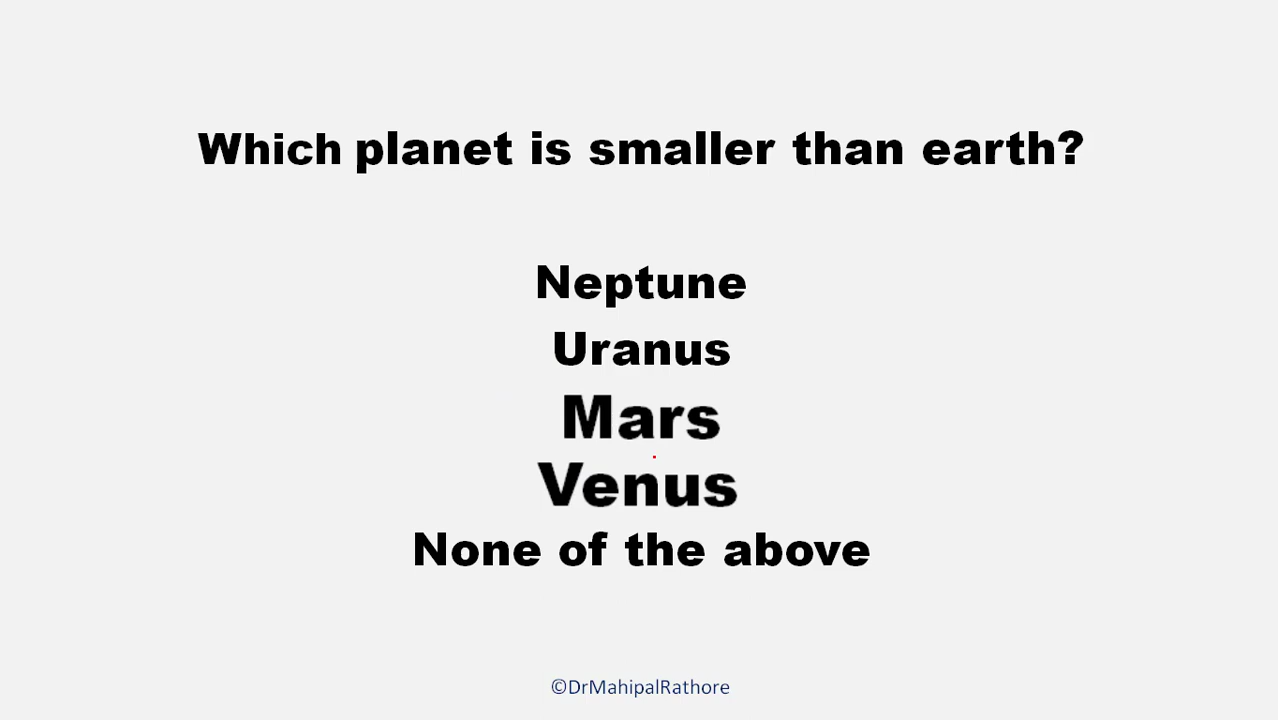 Which planet is smaller than earth?
Neptune
Uranus
Mars
Venus
None of the above
©DrMahipalRathore